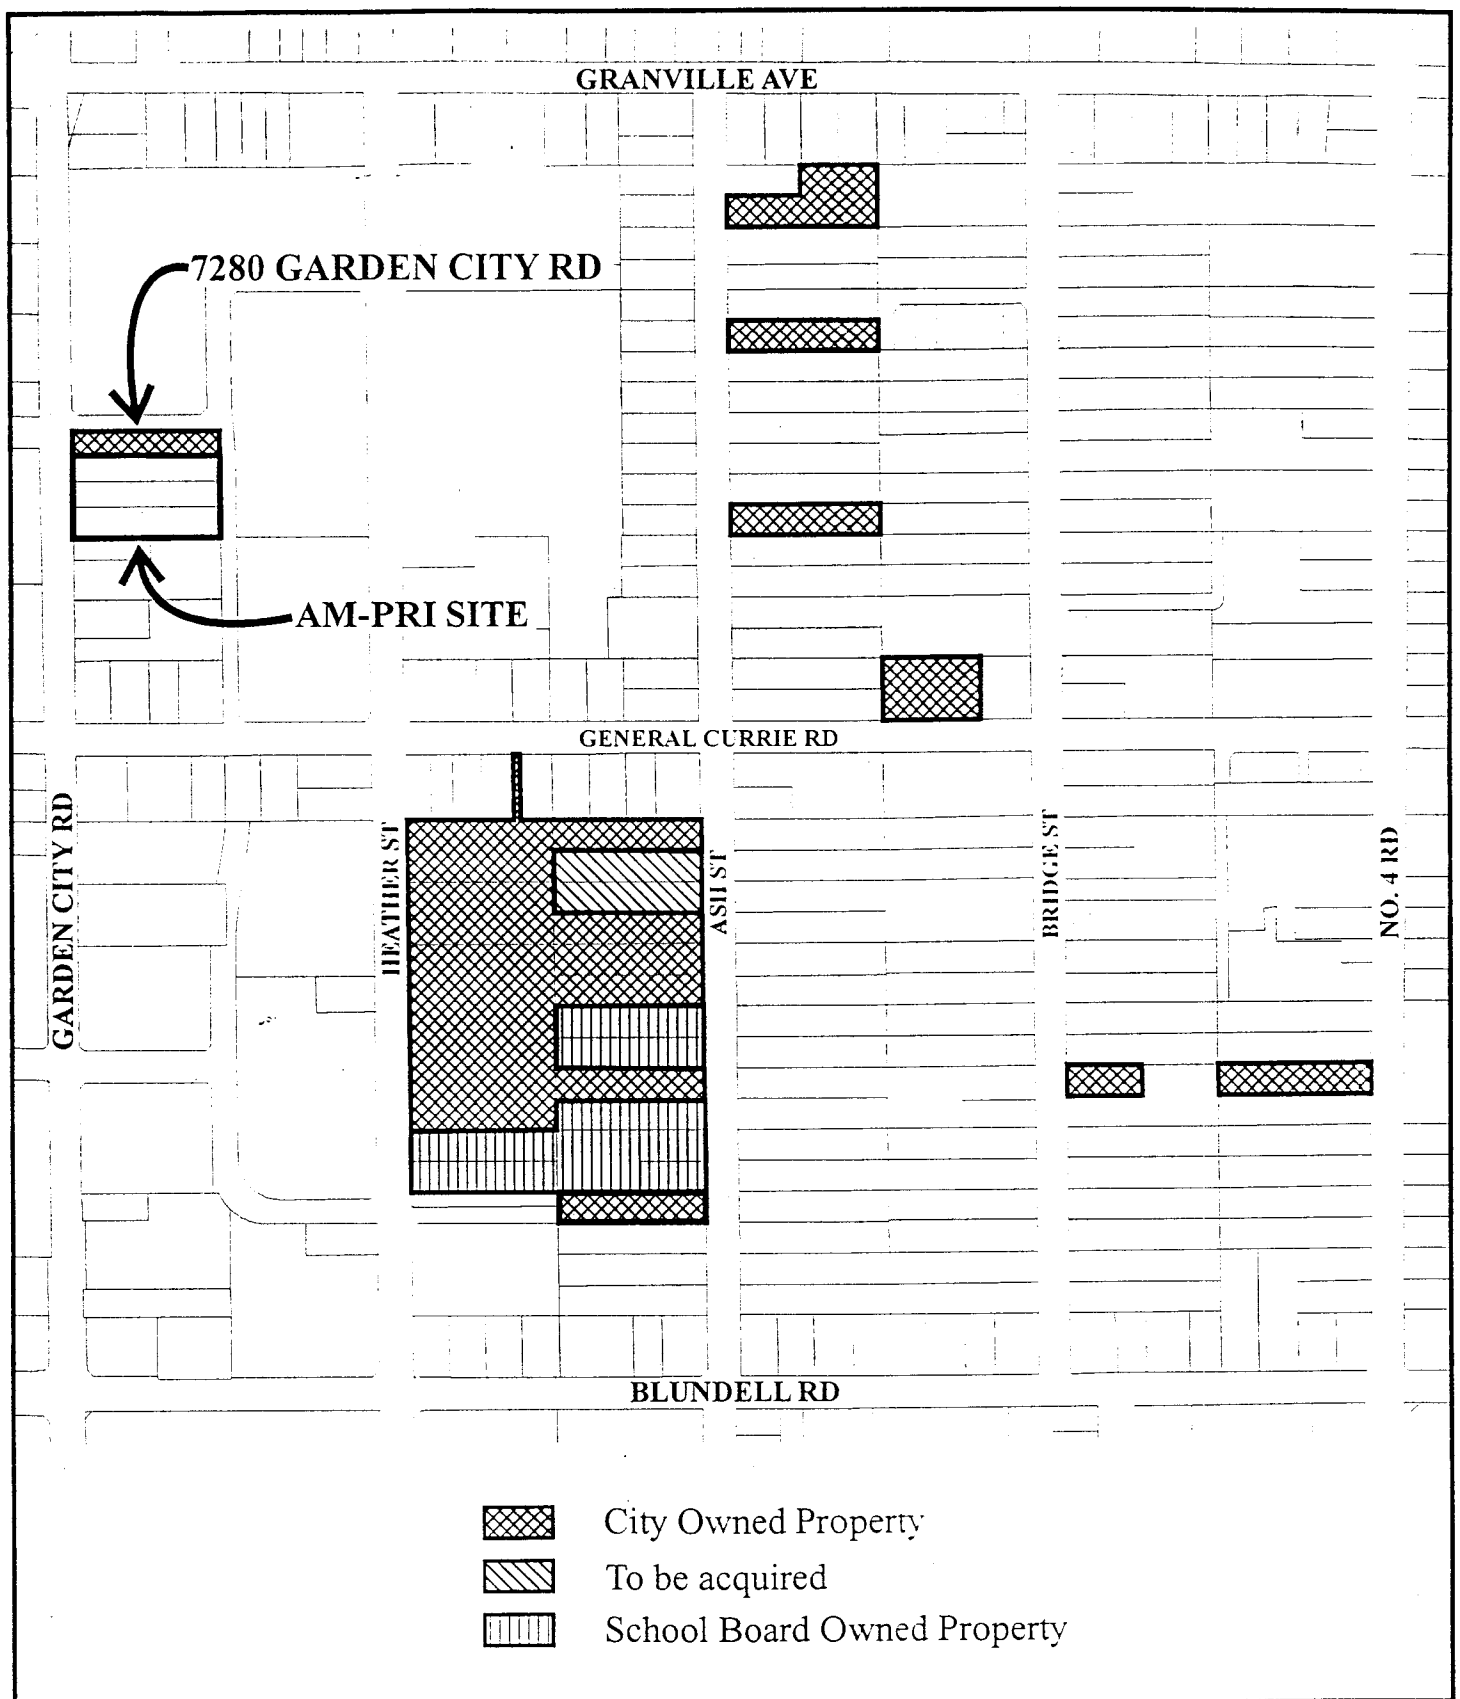 GRANVILLE AVE
7280 GARDEN CITY RD
AM-PRI SITE
GENERAL CURRIE RD
GARDEN CITY RD
HEATHER ST
ASH ST
BRIDGE ST
NO. 4 RD
BLUNDELL RD
City Owned Property
To be acquired
School Board Owned Property